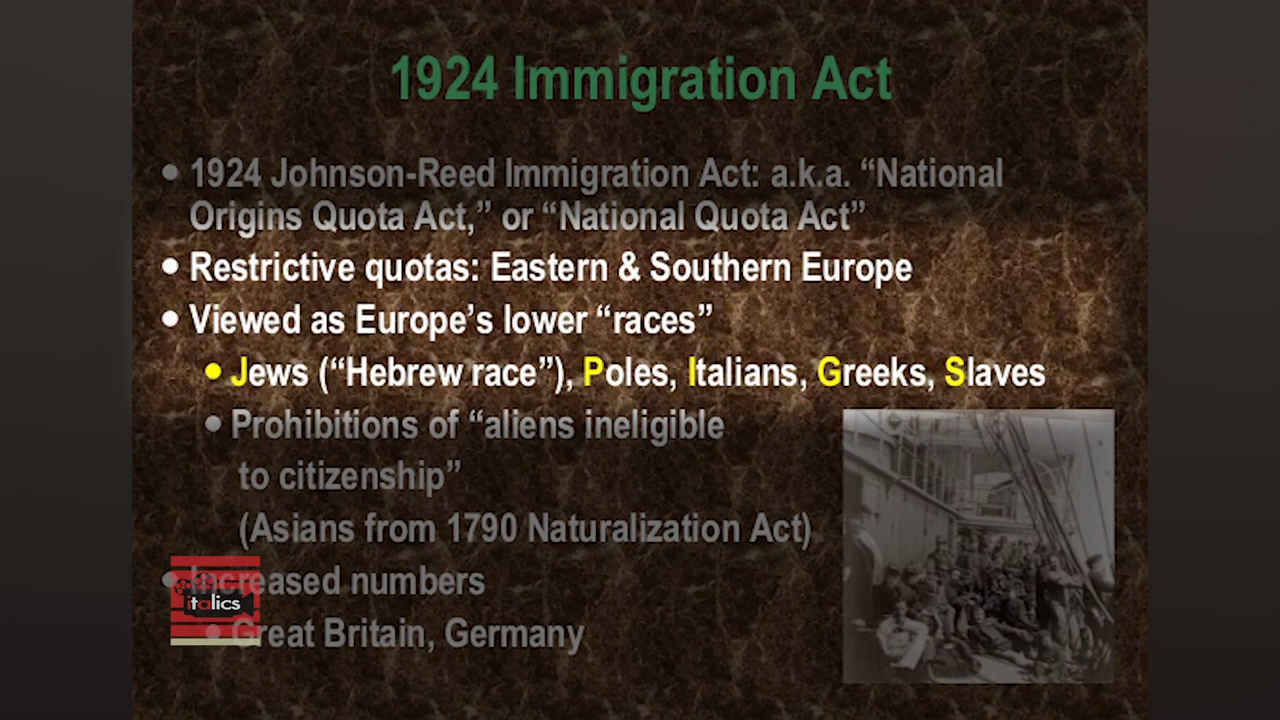 1924 Immigration Act
• 1924 Johnson-Reed Immigration Act: a.k.a. “National
Origins Quota Act,” or “National Quota Act”
• Restrictive quotas: Eastern & Southern Europe
• Viewed as Europe’s lower “races”
• Jews (“Hebrew race”), Poles, Italians, Greeks, Slaves
• Prohibitions of “aliens ineligible
to citizenship”
(Asians from 1790 Naturalization Act)
• Increased numbers
italics
• Great Britain, Germany